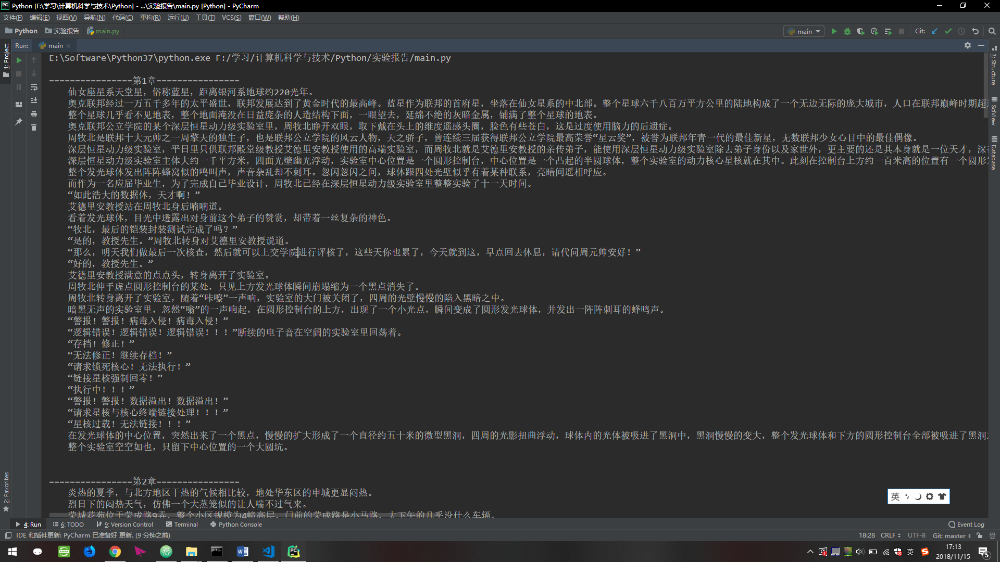 Python [F:\学习\计算机科学与技术\Python] - ...\实验报告\main.py [Python] - PyCharm
文件(F) 编辑(E) 视图(V) 导航(N) 代码(C) 重构(R) 运行(U) 工具(T) VCS(S) 窗口(W) 帮助(H)
Python 实验报告 main.py main Git:
Run: main
1: Project
7: Structure
SciView
Database
2: Favorites
E:\Software\Python37\python.exe F:/学习/计算机科学与技术/Python/实验报告/main.py
================第1章================
仙女座星系天堂星，俗称蓝星，距离银河系地球约220光年。
奥克联邦经过一万五千多年的太平盛世，联邦发展达到了黄金时代的最高峰。蓝星作为联邦的首府星，坐落在仙女星系的中北部。整个星球六千八百万平方公里的陆地构成了一个无边无际的庞大城市，人口在联邦巅峰时期超
整个星球几乎看不见地表，整个地面淹没在日益庞杂的人造结构下面，一眼望去，延绵不绝的灰暗金属，铺满了整个星球的地表。
奥克联邦公立学院的某个深层恒星动力级实验室里，周牧北睁开双眼，取下戴在头上的维度遥感头圈，脸色有些苍白，这是过度使用脑力的后遗症。
周牧北是联邦十大元帅之一周擎天的独生子，也是联邦公立学院的风云人物，天之骄子，曾连续三届获得联邦公立学院最高荣誉“星云奖”，被誉为联邦年青一代的最佳新星，无数联邦少女心目中的最佳偶像。
深层恒星动力级实验室，平日里只供联邦殿堂级教授艾德里安教授使用的高端实验室，而周牧北就是艾德里安教授的亲传弟子，能使用深层恒星动力级实验室除去弟子身份以及家世外，更主要的还是其本身就是一位天才，深
深层恒星动力级实验室主体大约一千平方米，四面光壁幽光浮动，实验室中心位置是一个圆形控制台，中心位置是一个凸起的半圆球体，整个实验室的动力核心星核就在其中。此刻在控制台上方约一百米高的位置有一个圆形
整个发光球体发出阵阵蜂窝似的鸣叫声，声音杂乱却不刺耳。忽闪忽闪之间，球体跟四处光壁似乎有着某种联系，亮暗间遥相呼应。
而作为一名应届毕业生，为了完成自己毕业设计，周牧北已经在深层恒星动力级实验室里整整实验了十一天时间。
“如此浩大的数据体，天才啊！”
艾德里安教授站在周牧北身后喃喃道。
看着发光球体，目光中透露出对身前这个弟子的赞赏，却带着一丝复杂的神色。
“牧北，最后的铠装封装测试完成了吗？”
“是的，教授先生。”周牧北转身对艾德里安教授说道。
“那么，明天我们做最后一次核查，然后就可以上交学院进行评核了，这些天你也累了，今天就到这，早点回去休息，请代问周元帅安好！”
“好的，教授先生。”
艾德里安教授满意的点点头，转身离开了实验室。
周牧北伸手虚点圆形控制台的某处，只见上方发光球体瞬间崩塌缩为一个黑点消失了。
周牧北转身离开了实验室，随着“咔嚓”一声响，实验室的大门被关闭了，四周的光壁慢慢的陷入黑暗之中。
暗黑无声的实验室里，忽然“嗡”的一声响起，在圆形控制台的上方，出现了一个小光点，瞬间变成了圆形发光球体，并发出一阵阵刺耳的蜂鸣声。
“警报！警报！病毒入侵！病毒入侵！”
“逻辑错误！逻辑错误！逻辑错误！！！”断续的电子音在空阔的实验室里回荡着。
“存档！修正！”
“无法修正！继续存档！”
“请求锁死核心！无法执行！”
“链接星核强制回零！”
“执行中！！！”
“警报！警报！数据溢出！数据溢出！”
“请求星核与核心终端链接处理！！！”
“星核过载！无法链接！！！”
在发光球体的中心位置，突然出来了一个黑点，慢慢的扩大形成了一个直径约五十米的微型黑洞，四周的光影扭曲浮动，球体内的光体被吸进了黑洞中，黑洞慢慢的变大，整个发光球体和下方的圆形控制台全部被吸进了黑洞
整个实验室空空如也，只留下中心位置的一个大圆坑。
================第2章================
炎热的夏季，与北方地区干热的气候相比较，地处华东区的申城更显闷热。
烈日下的闷热天气，仿佛一个大蒸笼似的让人喘不过气来。
荣城花苑位于荣成路9弄，整个小区规模为4幢高层，门前的荣成路是小马路，大下午的几乎没什么车辆。
英
4: Run 6: TODO 9: Version Control Terminal Python Console Event Log
IDE 和插件更新: PyCharm 已准备好 更新. (9 分钟之前) 18:28 CRLF UTF-8 Git: master
英 17:13
2018/11/15 5